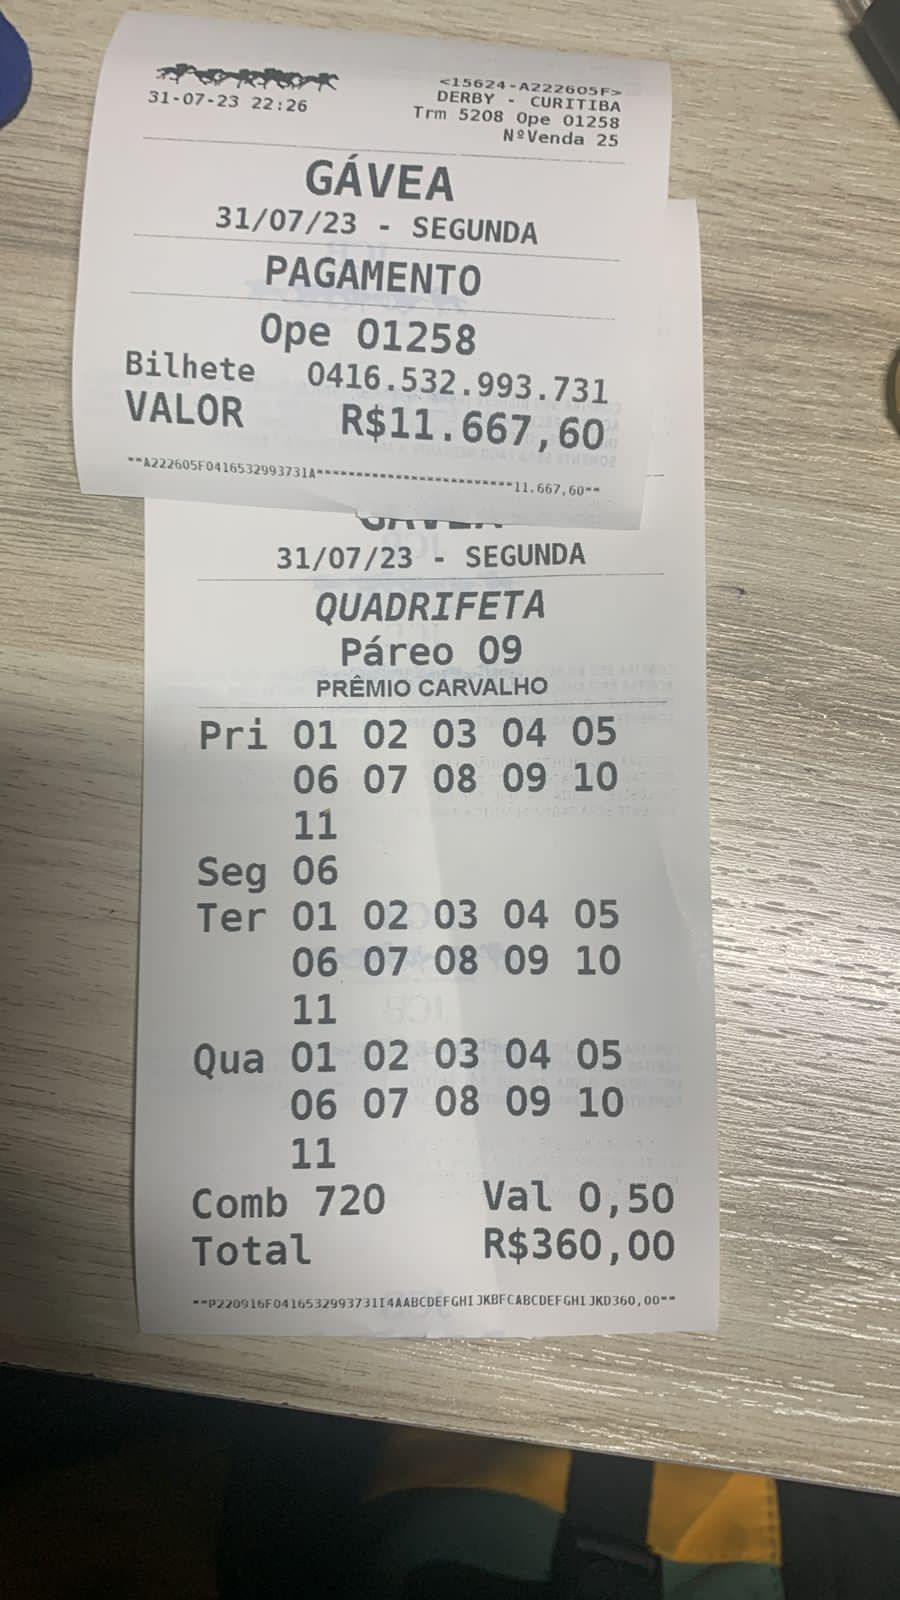 <15624-A222605F>
31-07-23 22:26 DERBY - CURITIBA
Trm 5208 Ope 01258
NºVenda 25
GÁVEA
31/07/23 - SEGUNDA
PAGAMENTO
Ope 01258
Bilhete 0416.532.993.731
VALOR R$11.667,60
**A222605F0416532993731A*************************11.667,60**
GÁVEA
31/07/23 - SEGUNDA
QUADRIFETA
Páreo 09
PRÊMIO CARVALHO
Pri 01 02 03 04 05
06 07 08 09 10
11
Seg 06
Ter 01 02 03 04 05
06 07 08 09 10
11
Qua 01 02 03 04 05
06 07 08 09 10
11
Comb 720 Val 0,50
Total R$360,00
**P220916F0416532993731I4AABCDEFGHIJKBFCABCDEFGHIJKD360,00**